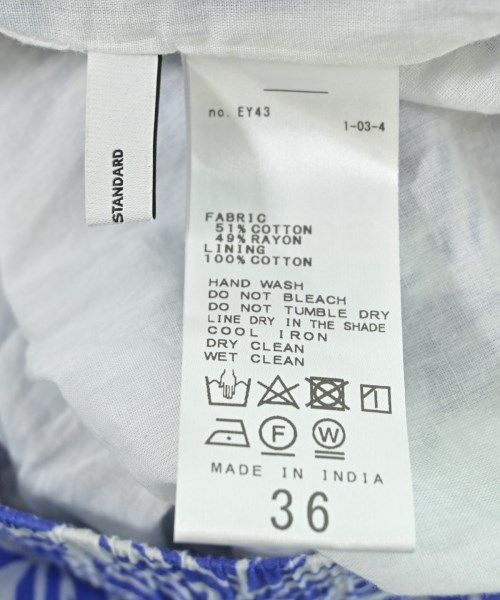 STANDARD
no. EY43
1-03-4
FABRIC
51% COTTON
49% RAYON
LINING
100% COTTON
HAND WASH
DO NOT BLEACH
DO NOT TUMBLE DRY
LINE DRY IN THE SHADE
COOL IRON
DRY CLEAN
WET CLEAN
F W
MADE IN INDIA
36